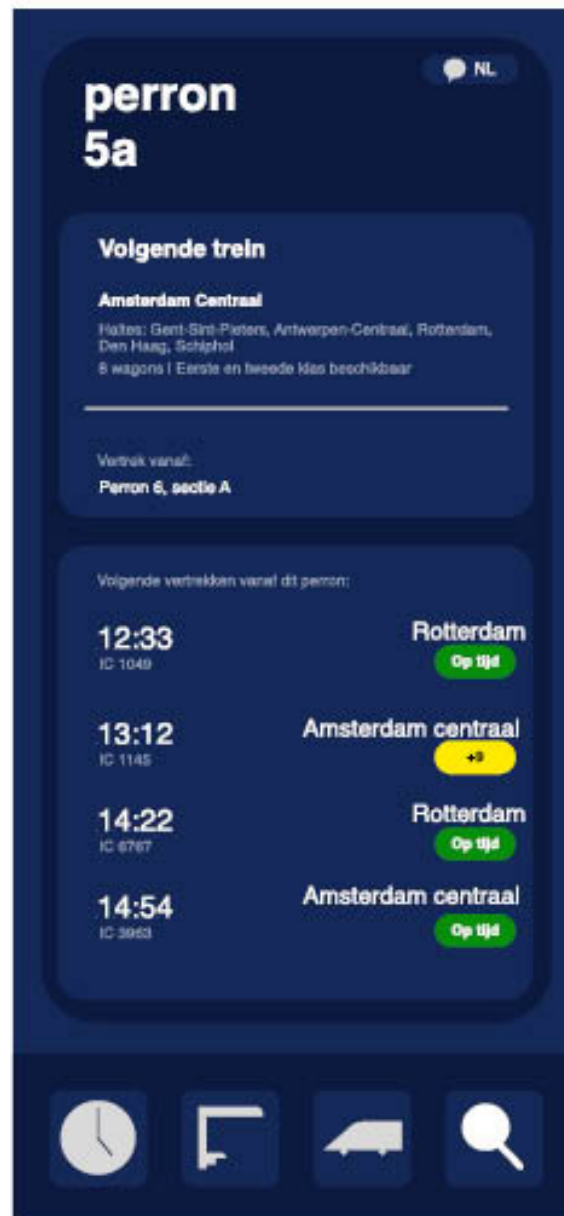 NL
perron
5a
Volgende trein
Amsterdam Centraal
Haltes: Gent-Sint-Pieters, Antwerpen-Centraal, Rotterdam,
Den Haag, Schiphol
8 wagons | Eerste en tweede klas beschikbaar
Vertrek vanaf:
Perron 6, sectie A
Volgende vertrekken vanaf dit perron:
12:33 Rotterdam
IC 1049 Op tijd
13:12 Amsterdam centraal
IC 1145 +9
14:22 Rotterdam
IC 6767 Op tijd
14:54 Amsterdam centraal
IC 3963 Op tijd